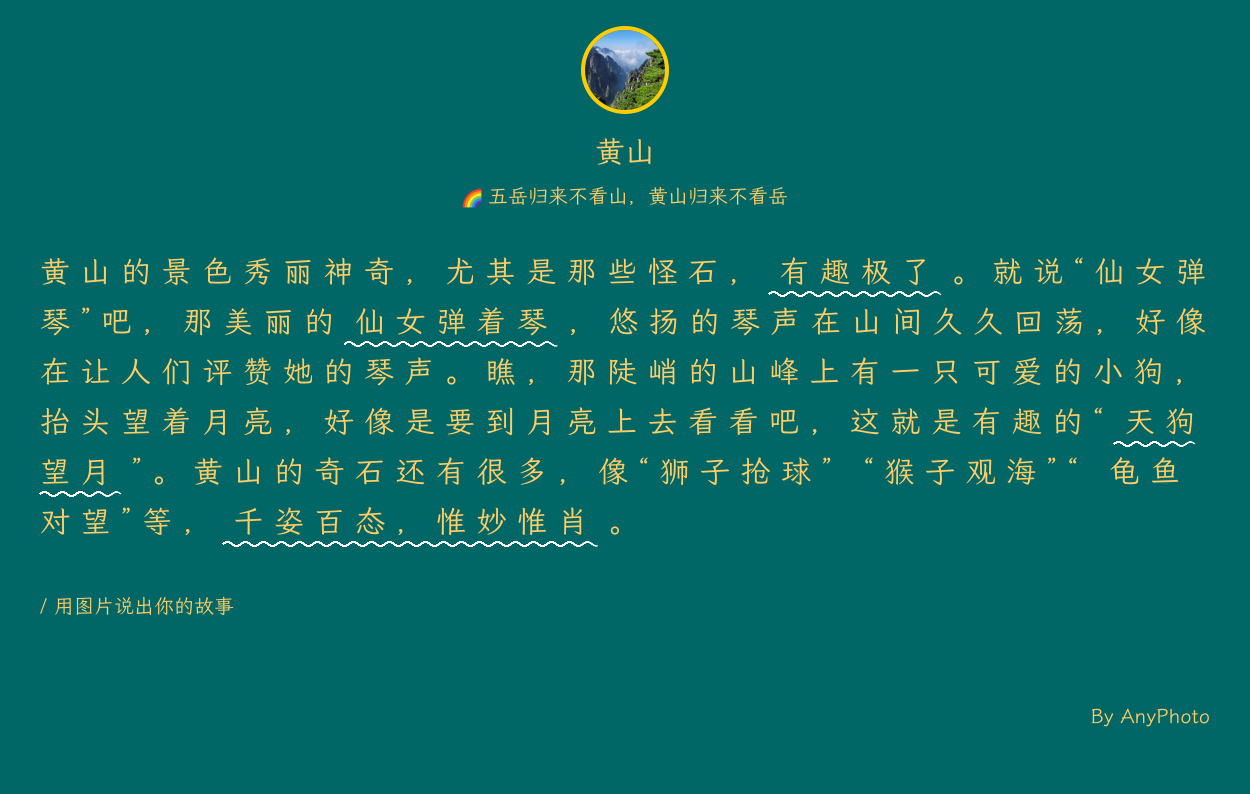 黄山
🌈 五岳归来不看山，黄山归来不看岳
黄山的景色秀丽神奇，尤其是那些怪石，有趣极了。就说“仙女弹
琴”吧，那美丽的仙女弹着琴，悠扬的琴声在山间久久回荡，好像
在让人们评赞她的琴声。瞧，那陡峭的山峰上有一只可爱的小狗，
抬头望着月亮，好像是要到月亮上去看看吧，这就是有趣的“天狗
望月”。黄山的奇石还有很多，像“狮子抢球” “猴子观海”“ 龟鱼
对望”等，千姿百态，惟妙惟肖。
/ 用图片说出你的故事
By AnyPhoto